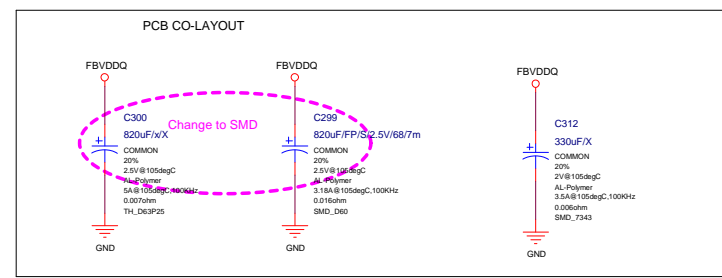 PCB CO-LAYOUT
FBVDDQ
C300
820uF/x/X
COMMON
20%
2.5V@105degC
AL-Polymer
5A@105degC,100KHz
0.007ohm
TH_D63P25
GND
Change to SMD
FBVDDQ
C299
820uF/FP/S/2.5V/68/7m
COMMON
20%
2.5V@105degC
AL-Polymer
3.18A@105degC,100KHz
0.016ohm
SMD_D60
GND
FBVDDQ
C312
330uF/X
COMMON
20%
2V@105degC
AL-Polymer
3.5A@105degC,100KHz
0.006ohm
SMD_7343
GND